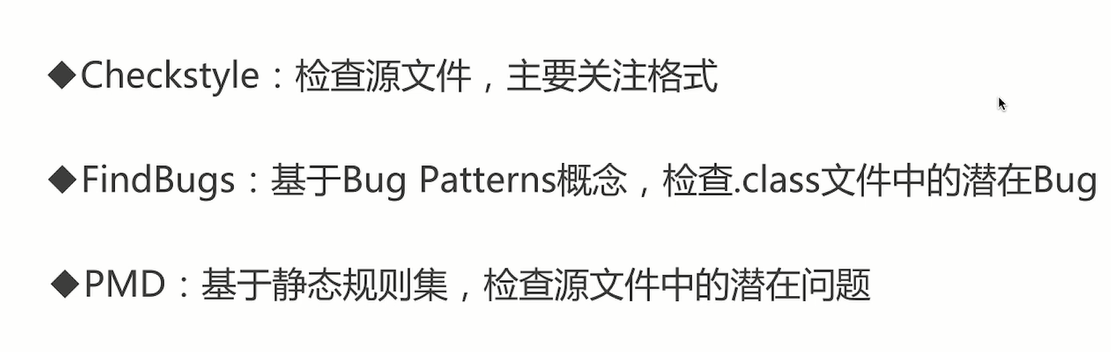 ◆Checkstyle：检查源文件，主要关注格式
◆FindBugs：基于Bug Patterns概念，检查.class文件中的潜在Bug
◆PMD：基于静态规则集，检查源文件中的潜在问题